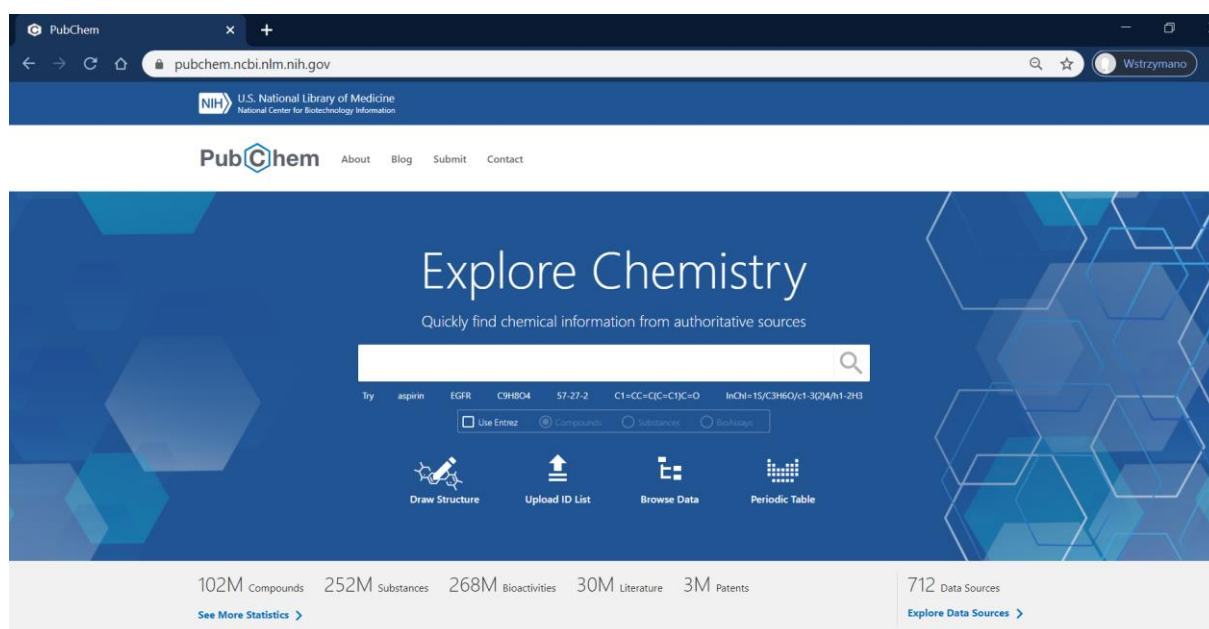 PubChem
pubchem.ncbi.nlm.nih.gov
Wstrzymano
NIH U.S. National Library of Medicine
National Center for Biotechnology Information
PubChem About Blog Submit Contact
Explore Chemistry
Quickly find chemical information from authoritative sources
Try aspirin EGFR C9H8O4 57-27-2 C1=CC=C(C=C1)C=O InChI=1S/C3H6O/c1-3(2)4/h1-2H3
Use Entrez Compounds Substances BioAssays
Draw Structure Upload ID List Browse Data Periodic Table
102M Compounds 252M Substances 268M Bioactivities 30M Literature 3M Patents 712 Data Sources
See More Statistics Explore Data Sources